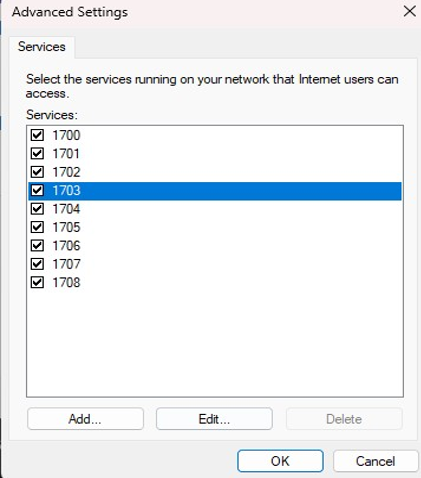 Advanced Settings
Services
Select the services running on your network that Internet users can
access.
Services:
1700
1701
1702
1703
1704
1705
1706
1707
1708
Add...
Edit...
Delete
OK
Cancel